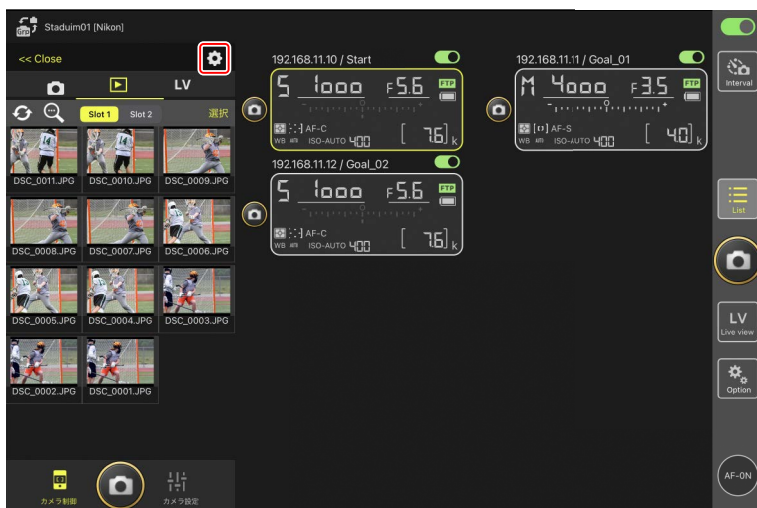 Grp Staduim01 [Nikon]
<< Close
LV
Slot 1 Slot 2 選択
DSC_0011.JPG DSC_0010.JPG DSC_0009.JPG
DSC_0008.JPG DSC_0007.JPG DSC_0006.JPG
DSC_0005.JPG DSC_0004.JPG DSC_0003.JPG
DSC_0002.JPG DSC_0001.JPG
カメラ制御 カメラ設定
192.168.11.10 / Start
S 1000 F5.6 FTP
AF-C
WB ISO-AUTO 400 [ 7.6] k
192.168.11.11 / Goal_01
M 4000 F3.5 FTP
AF-S
WB ISO-AUTO 400 [ 4.0] k
192.168.11.12 / Goal_02
S 1000 F5.6 FTP
AF-C
WB ISO-AUTO 400 [ 7.6] k
Interval
List
LV
Live view
Option
AF-ON